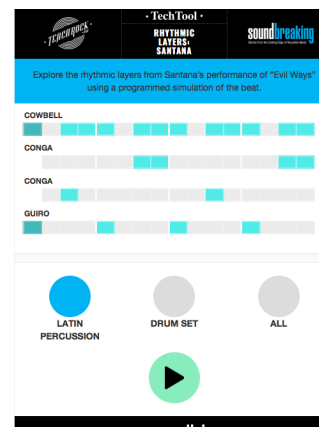 TEACHROCK
· TechTool ·
RHYTHMIC
LAYERS:
SANTANA
soundbreaking
Explore the rhythmic layers from Santana's performance of "Evil Ways"
using a programmed simulation of the beat.
COWBELL
CONGA
CONGA
GUIRO
LATIN
PERCUSSION
DRUM SET
ALL